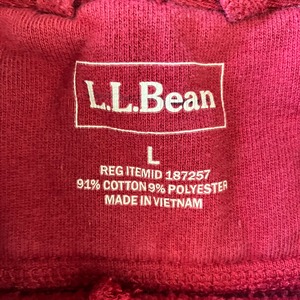 L.L.Bean
L
REG ITEMID 187257
91% COTTON 9% POLYESTER
MADE IN VIETNAM